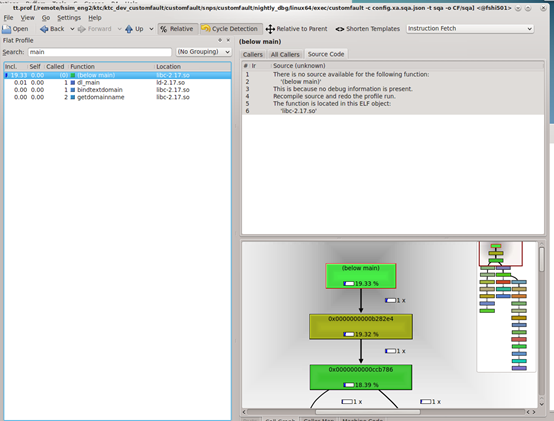 tt.prof [/remote/hsim_eng2/ktc/ktc_dev_customfault/customfault/snps/customfault/nightly_dbg/linux64/exec/customfault -c config.xa.sqa.json -t sqa -o CF/sqa] <@fshi501>
File View Go Settings Help
Open Back Forward Up % Relative Cycle Detection Relative to Parent Shorten Templates Instruction Fetch
Flat Profile
Search: main (No Grouping)
Incl. Self Called Function Location
19.33 0.00 (0) (below main) libc-2.17.so
0.01 0.00 1 dl_main ld-2.17.so
0.00 0.00 1 bindtextdomain libc-2.17.so
0.00 0.00 2 getdomainname libc-2.17.so
(below main)
Callers All Callers Source Code
# Ir Source (unknown)
1 There is no source available for the following function:
2 '(below main)'
3 This is because no debug information is present.
4 Recompile source and redo the profile run.
5 The function is located in this ELF object:
6 'libc-2.17.so'
(below main)
19.33 %
1 x
0x0000000000b282e4
19.32 %
1 x
0x0000000000ccb786
18.39 %
1 x 1 x